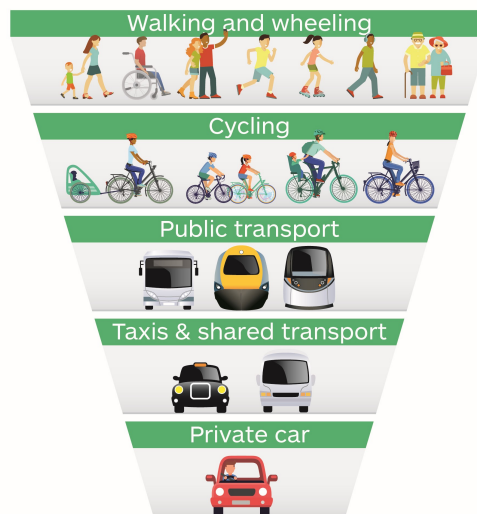 Walking and wheeling
Cycling
Public transport
Taxis & shared transport
Private car